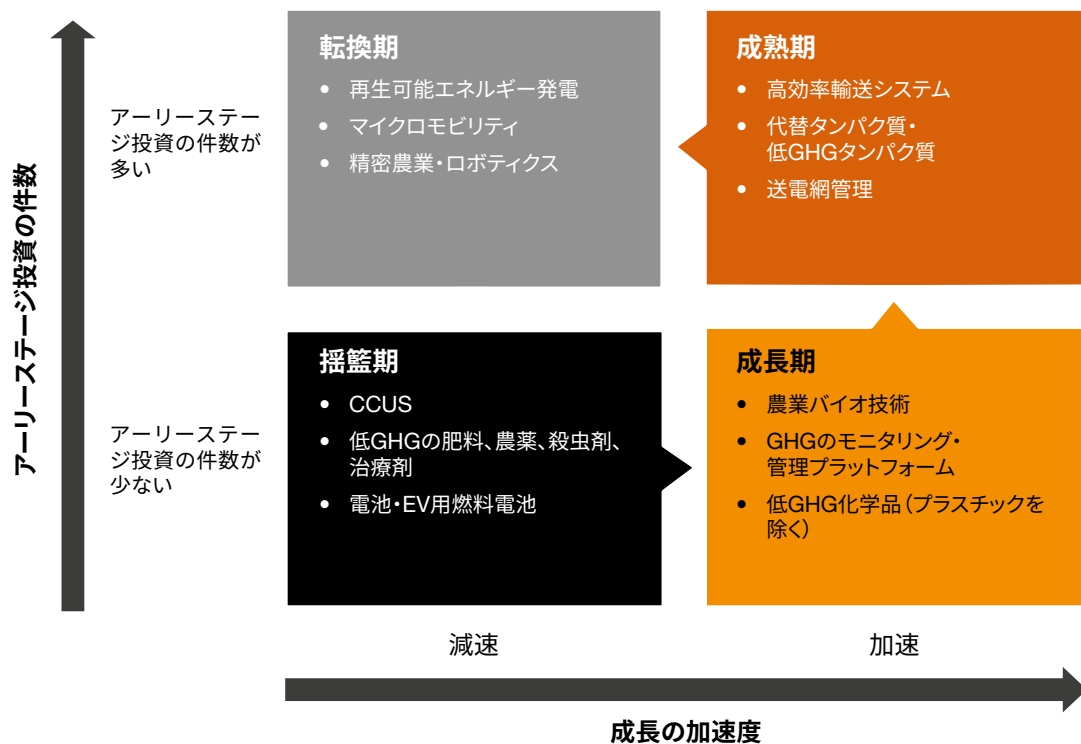 アーリーステージ投資の件数
アーリーステー
ジ投資の件数が
多い
転換期
• 再生可能エネルギー発電
• マイクロモビリティ
• 精密農業・ロボティクス
成熟期
• 高効率輸送システム
• 代替タンパク質・
低GHGタンパク質
• 送電網管理
アーリーステー
ジ投資の件数が
少ない
揺籃期
• CCUS
• 低GHGの肥料、農薬、殺虫剤、
治療剤
• 電池・EV用燃料電池
成長期
• 農業バイオ技術
• GHGのモニタリング・
管理プラットフォーム
• 低GHG化学品（プラスチックを
除く）
減速
加速
成長の加速度